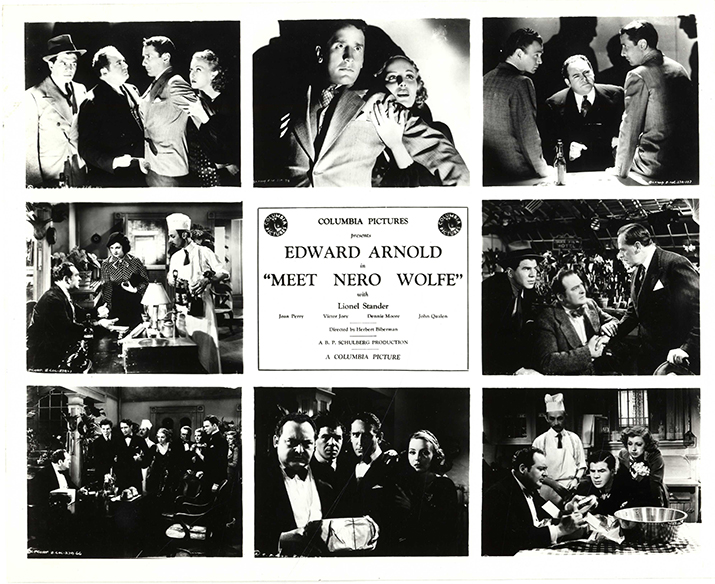 COLUMBIA PICTURES
presents
EDWARD ARNOLD
in
"MEET NERO WOLFE"
with
Lionel Stander
Joan Perry Victor Jory Dennie Moore John Qualen
Directed by Herbert Biberman
A B. P. SCHULBERG PRODUCTION
A COLUMBIA PICTURE